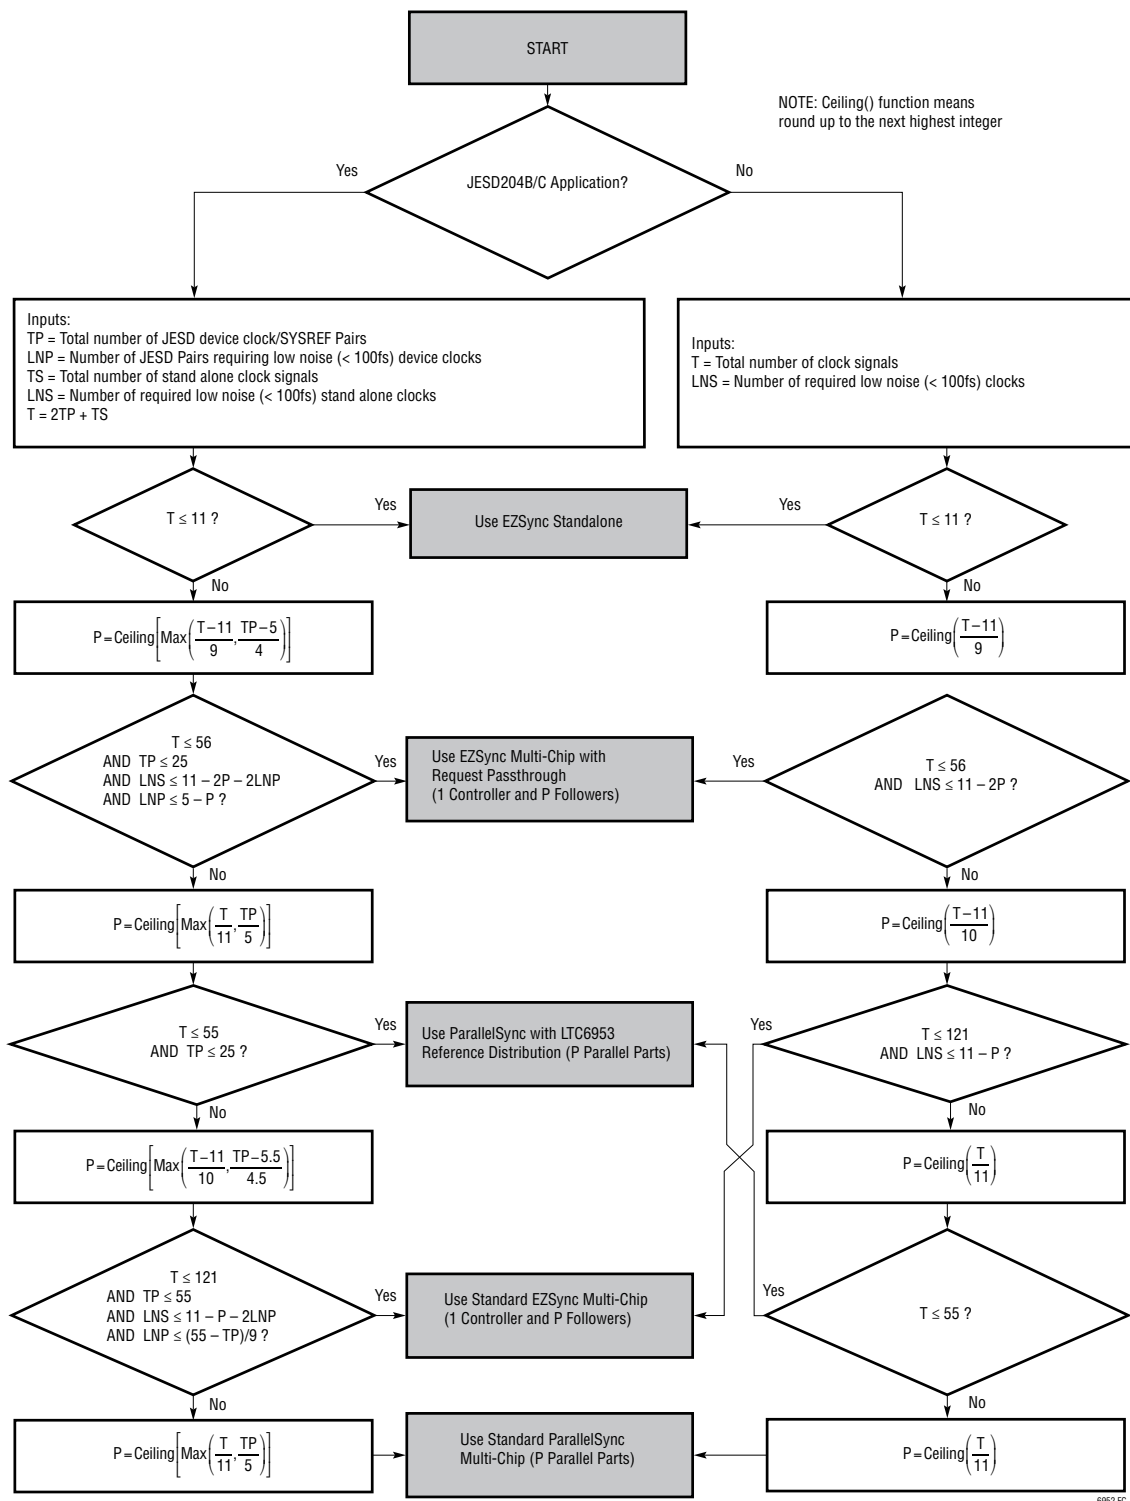 START
NOTE: Ceiling() function means
round up to the next highest integer
JESD204B/C Application?
Yes
No
Inputs:
TP = Total number of JESD device clock/SYSREF Pairs
LNP = Number of JESD Pairs requiring low noise (< 100fs) device clocks
TS = Total number of stand alone clock signals
LNS = Number of required low noise (< 100fs) stand alone clocks
T = 2TP + TS
Inputs:
T = Total number of clock signals
LNS = Number of required low noise (< 100fs) clocks
T ≤ 11 ?
Yes
Use EZSync Standalone
Yes
T ≤ 11 ?
No
No
P=Ceiling[Max(T−11/9, TP−5/4)]
P=Ceiling(T−11/9)
T ≤ 56
AND TP ≤ 25
AND LNS ≤ 11 – 2P – 2LNP
AND LNP ≤ 5 – P ?
Yes
Use EZSync Multi-Chip with
Request Passthrough
(1 Controller and P Followers)
Yes
T ≤ 56
AND LNS ≤ 11 – 2P ?
No
No
P=Ceiling[Max(T/11, TP/5)]
P=Ceiling(T−11/10)
T ≤ 55
AND TP ≤ 25 ?
Yes
Use ParallelSync with LTC6953
Reference Distribution (P Parallel Parts)
Yes
T ≤ 121
AND LNS ≤ 11 – P ?
No
No
P=Ceiling[Max(T−11/10, TP−5.5/4.5)]
P=Ceiling(T/11)
T ≤ 121
AND TP ≤ 55
AND LNS ≤ 11 – P – 2LNP
AND LNP ≤ (55 – TP)/9 ?
Yes
Use Standard EZSync Multi-Chip
(1 Controller and P Followers)
Yes
T ≤ 55 ?
No
No
P=Ceiling[Max(T/11, TP/5)]
Use Standard ParallelSync
Multi-Chip (P Parallel Parts)
P=Ceiling(T/11)